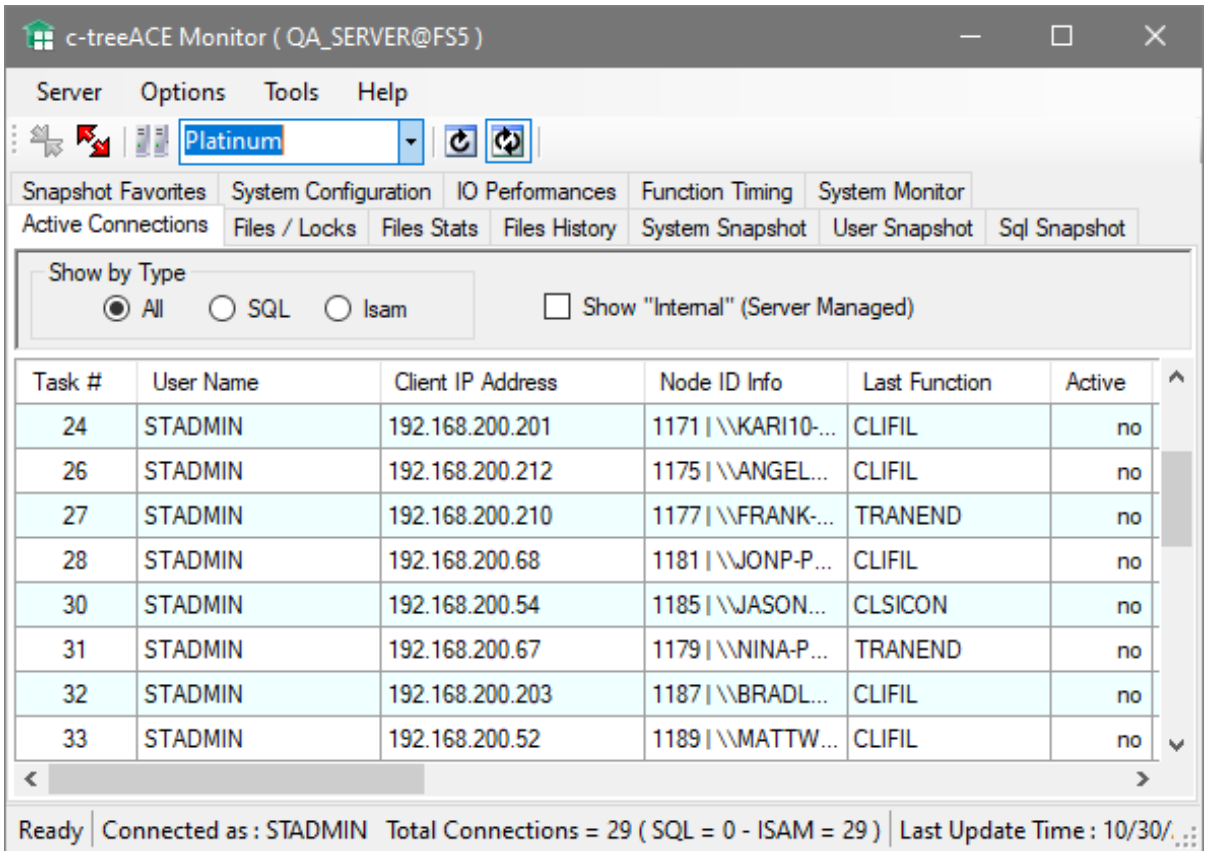 c-treeACE Monitor ( QA_SERVER@FS5 )
Server Options Tools Help
Platinum
Snapshot Favorites System Configuration IO Performances Function Timing System Monitor
Active Connections Files / Locks Files Stats Files History System Snapshot User Snapshot Sql Snapshot
Show by Type
All SQL Isam Show "Internal" (Server Managed)
Task # User Name Client IP Address Node ID Info Last Function Active
24 STADMIN 192.168.200.201 1171 | \\KARI10-... CLIFIL no
26 STADMIN 192.168.200.212 1175 | \\ANGEL... CLIFIL no
27 STADMIN 192.168.200.210 1177 | \\FRANK-... TRANEND no
28 STADMIN 192.168.200.68 1181 | \\JONP-P... CLIFIL no
30 STADMIN 192.168.200.54 1185 | \\JASON... CLSICON no
31 STADMIN 192.168.200.67 1179 | \\NINA-P... TRANEND no
32 STADMIN 192.168.200.203 1187 | \\BRADL... CLIFIL no
33 STADMIN 192.168.200.52 1189 | \\MATTW... CLIFIL no
Ready Connected as : STADMIN Total Connections = 29 ( SQL = 0 - ISAM = 29 ) Last Update Time : 10/30/